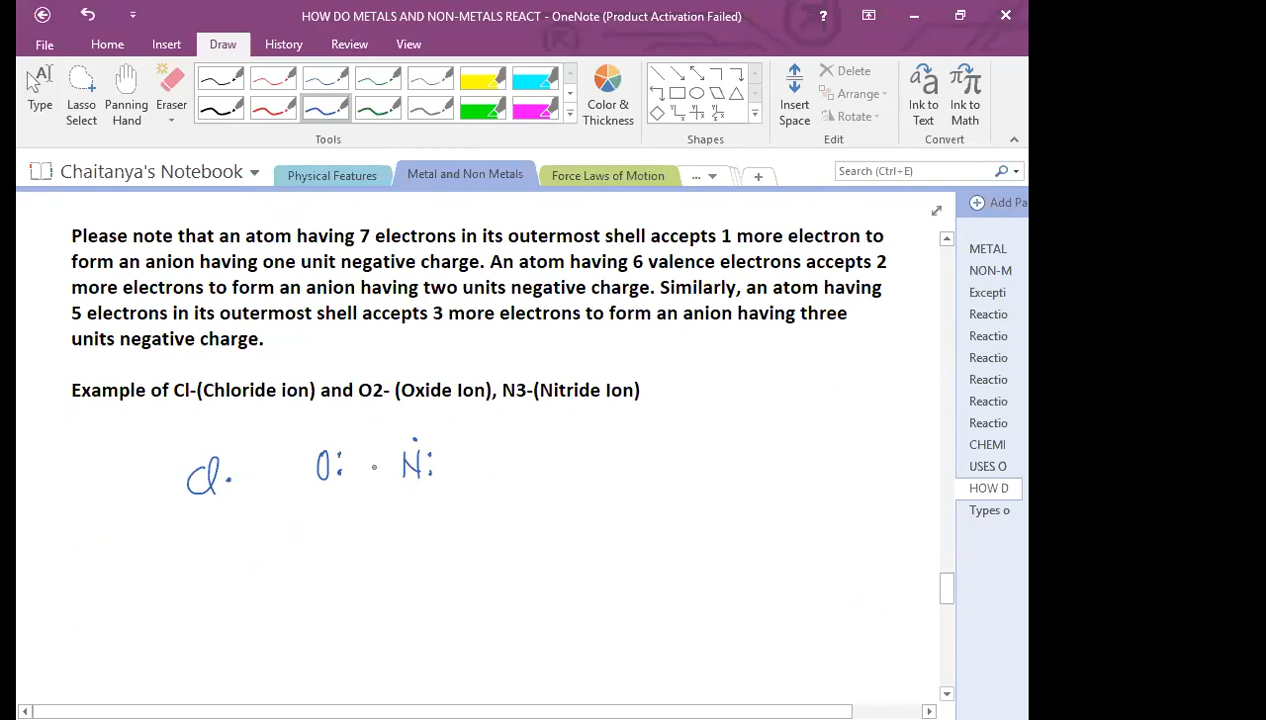 HOW DO METALS AND NON-METALS REACT - OneNote (Product Activation Failed)
?
File Home Insert Draw History Review View
Type
Lasso Select
Panning Hand
Eraser
Color & Thickness
Insert Space
Delete
Arrange
Rotate
Ink to Text
Ink to Math
Tools Shapes Edit Convert
Chaitanya's Notebook Physical Features Metal and Non Metals Force Laws of Motion ... + Search (Ctrl+E)
Please note that an atom having 7 electrons in its outermost shell accepts 1 more electron to
form an anion having one unit negative charge. An atom having 6 valence electrons accepts 2
more electrons to form an anion having two units negative charge. Similarly, an atom having
5 electrons in its outermost shell accepts 3 more electrons to form an anion having three
units negative charge.
Example of Cl-(Chloride ion) and O2- (Oxide Ion), N3-(Nitride Ion)
Cl. O: N:
Add Pa
METAL
NON-M
Excepti
Reactio
Reactio
Reactio
Reactio
Reactio
Reactio
CHEMI
USES O
HOW D
Types o